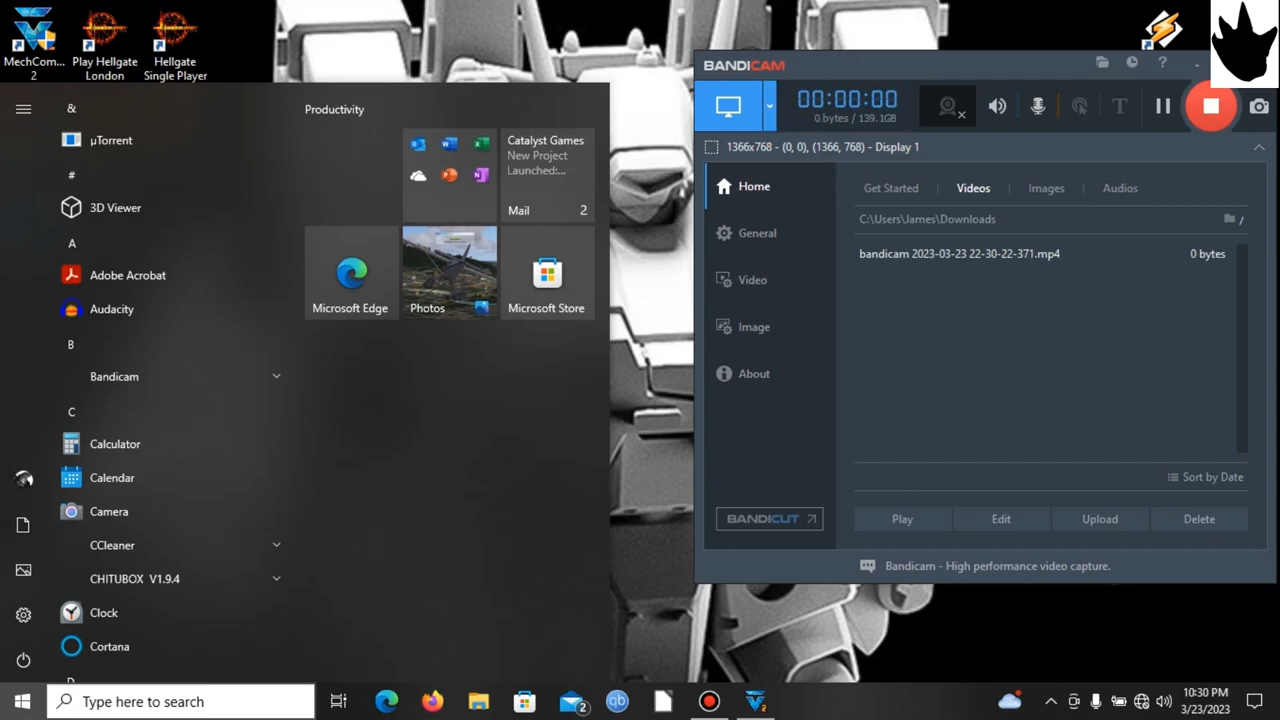 MechCom...
2
Play Hellgate
London
Hellgate
Single Player
&
µTorrent
#
3D Viewer
A
Adobe Acrobat
Audacity
B
Bandicam
C
Calculator
Calendar
Camera
CCleaner
CHITUBOX V1.9.4
Clock
Cortana
Productivity
Catalyst Games
New Project
Launched:...
Mail 2
Microsoft Edge
Photos
Microsoft Store
BANDICAM
00:00:00
0 bytes / 139.1GB
T
1366x768 - (0, 0), (1366, 768) - Display 1
Home
General
Video
Image
About
BANDICUT
Get Started
Videos
Images
Audios
C:\Users\James\Downloads
bandicam 2023-03-23 22-30-22-371.mp4 0 bytes
Sort by Date
Play
Edit
Upload
Delete
Bandicam - High performance video capture.
Type here to search
2
qb
2
10:30 PM
3/23/2023